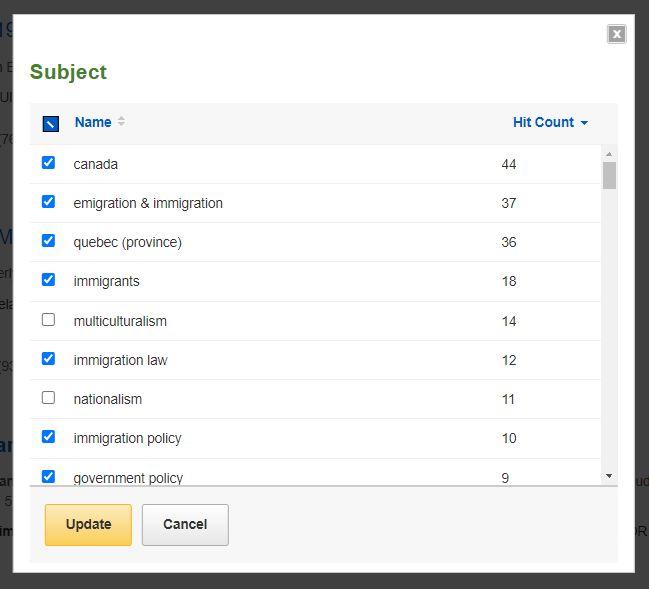 x
Subject
Name Hit Count
canada 44
emigration & immigration 37
quebec (province) 36
immigrants 18
multiculturalism 14
immigration law 12
nationalism 11
immigration policy 10
government policy 9
Update Cancel